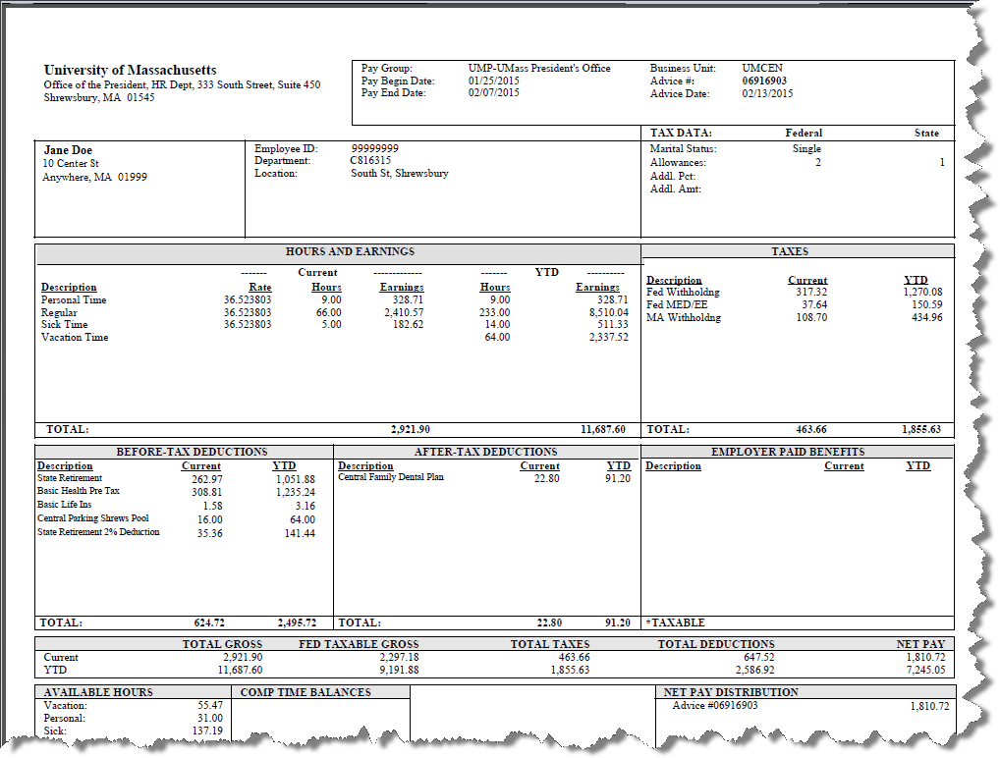 University of Massachusetts
Office of the President, HR Dept, 333 South Street, Suite 450
Shrewsbury, MA 01545
Pay Group: UMP-UMass President's Office Business Unit: UMCEN
Pay Begin Date: 01/25/2015 Advice #: 06916903
Pay End Date: 02/07/2015 Advice Date: 02/13/2015
TAX DATA: Federal State
Jane Doe Employee ID: 99999999 Marital Status: Single
10 Center St Department: C816315 Allowances: 2 1
Anywhere, MA 01999 Location: South St, Shrewsbury Addl. Pct:
Addl. Amt:
HOURS AND EARNINGS TAXES
------- Current ------------- ------- YTD ----------
Description Rate Hours Earnings Hours Earnings Description Current YTD
Personal Time 36.523803 9.00 328.71 9.00 328.71 Fed Withholdng 317.32 1,270.08
Regular 36.523803 66.00 2,410.57 233.00 8,510.04 Fed MED/EE 37.64 150.59
Sick Time 36.523803 5.00 182.62 14.00 511.33 MA Withholdng 108.70 434.96
Vacation Time 64.00 2,337.52
TOTAL: 2,921.90 11,687.60 TOTAL: 463.66 1,855.63
BEFORE-TAX DEDUCTIONS AFTER-TAX DEDUCTIONS EMPLOYER PAID BENEFITS
Description Current YTD Description Current YTD Description Current YTD
State Retirement 262.97 1,051.88 Central Family Dental Plan 22.80 91.20
Basic Health Pre Tax 308.81 1,235.24
Basic Life Ins 1.58 3.16
Central Parking Shrews Pool 16.00 64.00
State Retirement 2% Deduction 35.36 141.44
TOTAL: 624.72 2,495.72 TOTAL: 22.80 91.20 *TAXABLE
TOTAL GROSS FED TAXABLE GROSS TOTAL TAXES TOTAL DEDUCTIONS NET PAY
Current 2,921.90 2,297.18 463.66 647.52 1,810.72
YTD 11,687.60 9,191.88 1,855.63 2,586.92 7,245.05
AVAILABLE HOURS COMP TIME BALANCES NET PAY DISTRIBUTION
Vacation: 55.47 Advice #06916903 1,810.72
Personal: 31.00
Sick: 137.19